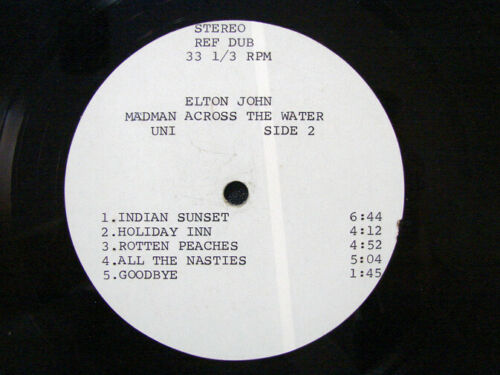 STEREO
REF DUB
33 1/3 RPM
ELTON JOHN
MADMAN ACROSS THE WATER
UNI SIDE 2
1.INDIAN SUNSET 6:44
2.HOLIDAY INN 4:12
3.ROTTEN PEACHES 4:52
4.ALL THE NASTIES 5:04
5.GOODBYE 1:45